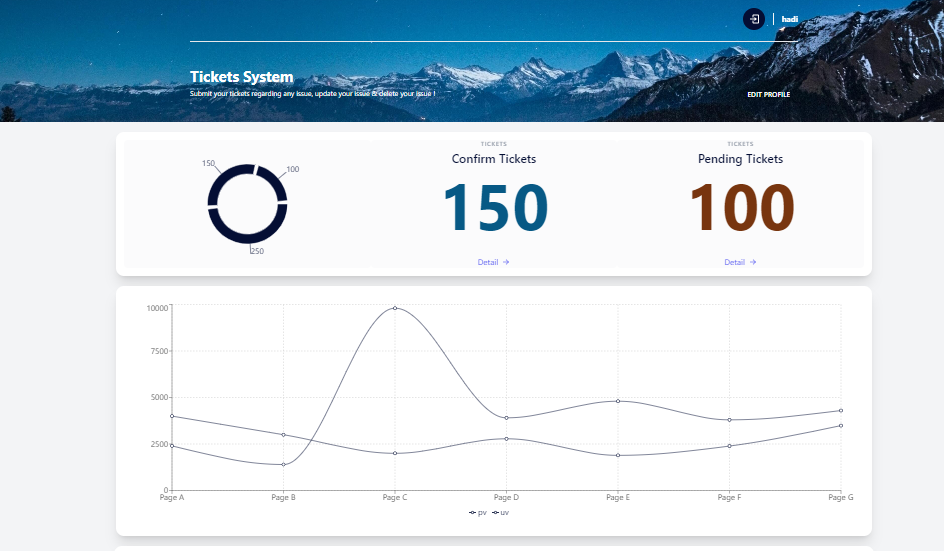 hadi
Tickets System
Submit your tickets regarding any issue, update your issue & delete your issue !
EDIT PROFILE
150
100
250
TICKETS
Confirm Tickets
150
Detail →
TICKETS
Pending Tickets
100
Detail →
10000
7500
5000
2500
0
Page A Page B Page C Page D Page E Page F Page G
pv uv